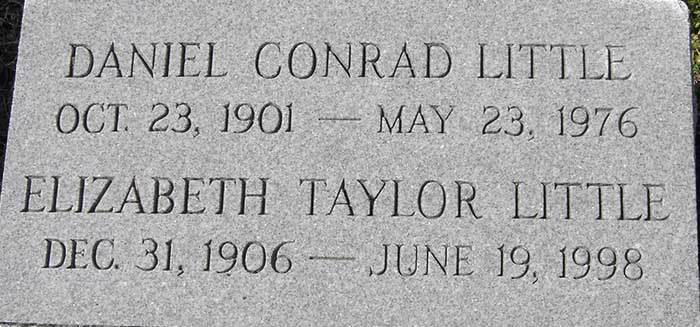 DANIEL CONRAD LITTLE
OCT. 23, 1901 — MAY 23, 1976
ELIZABETH TAYLOR LITTLE
DEC. 31, 1906 — JUNE 19, 1998